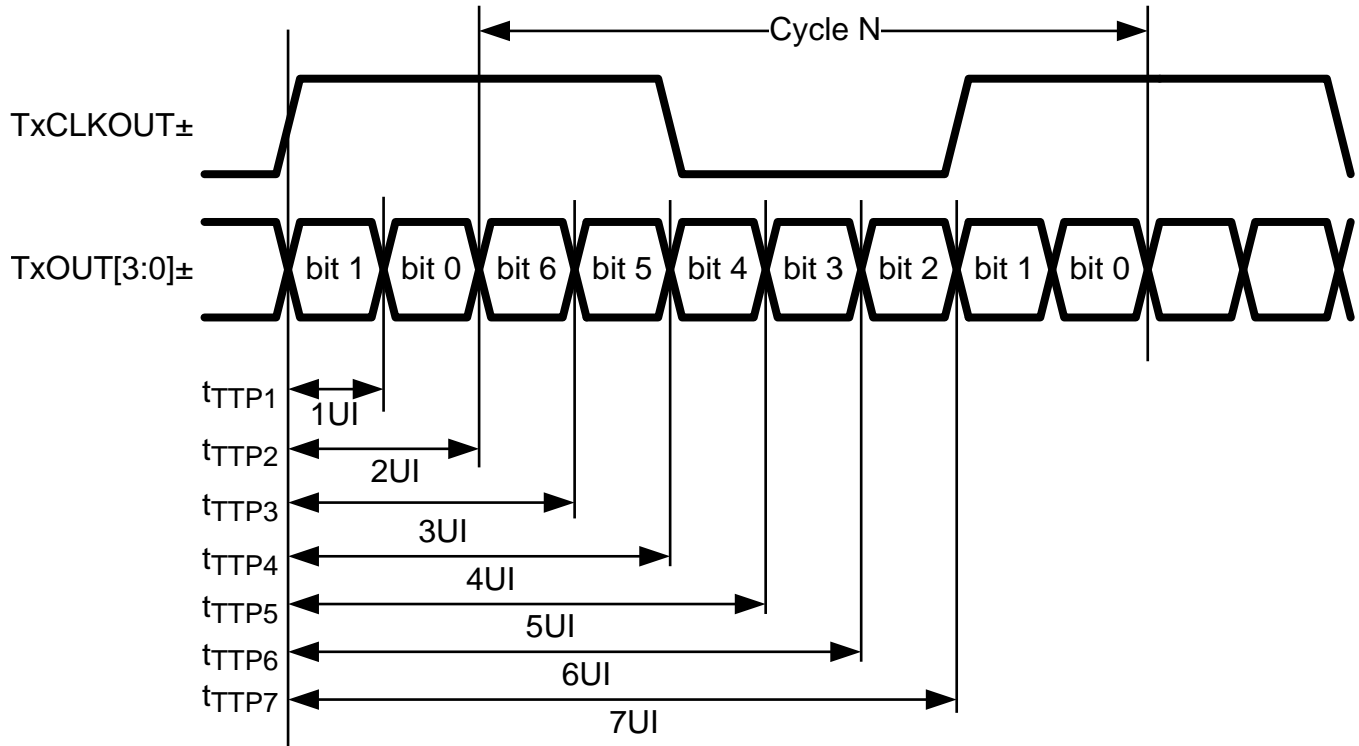 Cycle N
TxCLKOUT±
TxOUT[3:0]± bit 1 bit 0 bit 6 bit 5 bit 4 bit 3 bit 2 bit 1 bit 0
tTTP1 1UI
tTTP2 2UI
tTTP3 3UI
tTTP4 4UI
tTTP5 5UI
tTTP6 6UI
tTTP7 7UI